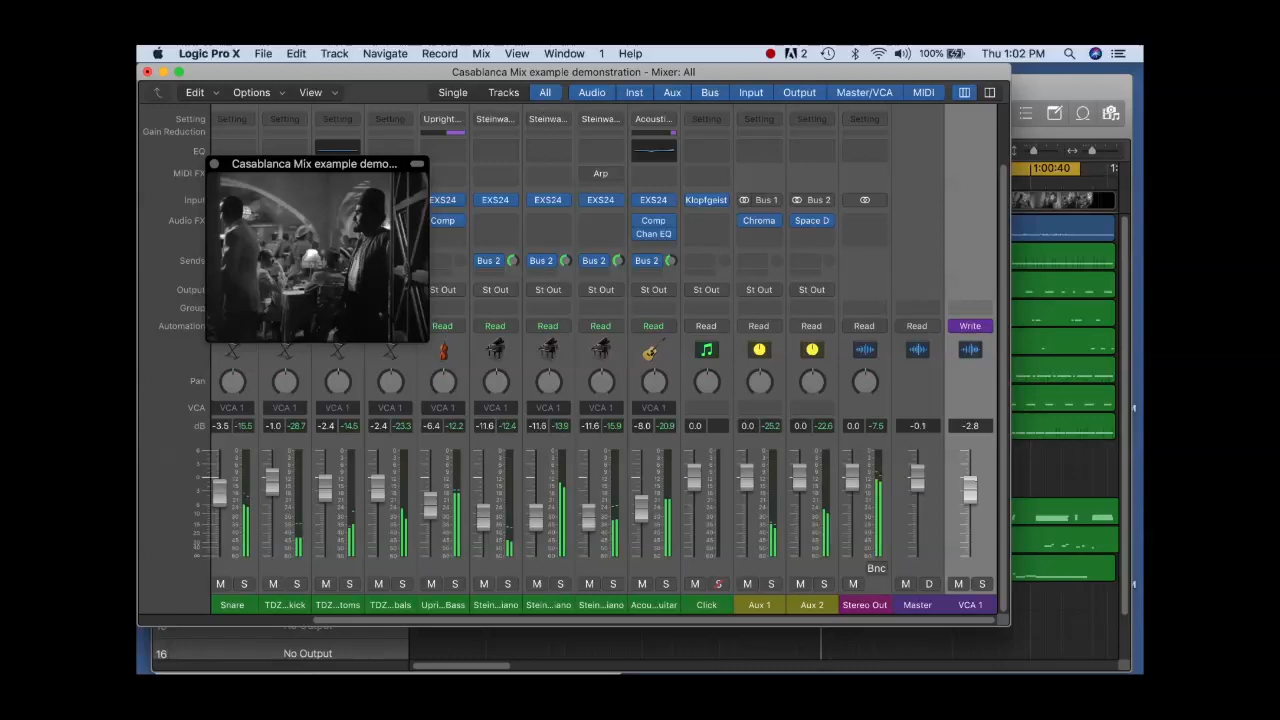 Logic Pro X File Edit Track Navigate Record Mix View Window 1 Help 2 100% Thu 1:02 PM
Casablanca Mix example demonstration - Mixer: All
Edit Options View Single Tracks All Audio Inst Aux Bus Input Output Master/VCA MIDI
Setting Setting Setting Setting Setting Upright... Steinwa... Steinwa... Steinwa... Acousti... Setting Setting Setting Setting
Gain Reduction
EQ
Casablanca Mix example demo...
1:00:40 1:
MIDI FX Arp
Input EXS24 EXS24 EXS24 EXS24 EXS24 Klopfgeist Bus 1 Bus 2
Audio FX Comp Comp Chroma Space D
Chan EQ
Sends Bus 2 Bus 2 Bus 2 Bus 2
Output St Out St Out St Out St Out St Out St Out St Out St Out
Group
Automation Read Read Read Read Read Read Read Read Read Read Write
Pan
VCA VCA 1 VCA 1 VCA 1 VCA 1 VCA 1 VCA 1 VCA 1 VCA 1 VCA 1
dB -3.5 -15.5 -1.0 -28.7 -2.4 -14.5 -2.4 -23.3 -6.4 -12.2 -11.6 -12.4 -11.6 -13.9 -11.6 -15.9 -8.0 -20.9 0.0 0.0 -25.2 0.0 -22.6 0.0 -7.6 -0.1 -2.8
Bnc
M S M S M S M S M S M S M S M S M S M S M S M S M M D M S
Snare TDZ...kick TDZ...toms TDZ...bals Upri...Bass Stein...iano Stein...iano Stein...iano Acou...uitar Click Aux 1 Aux 2 Stereo Out Master VCA 1
No Output
16 No Output